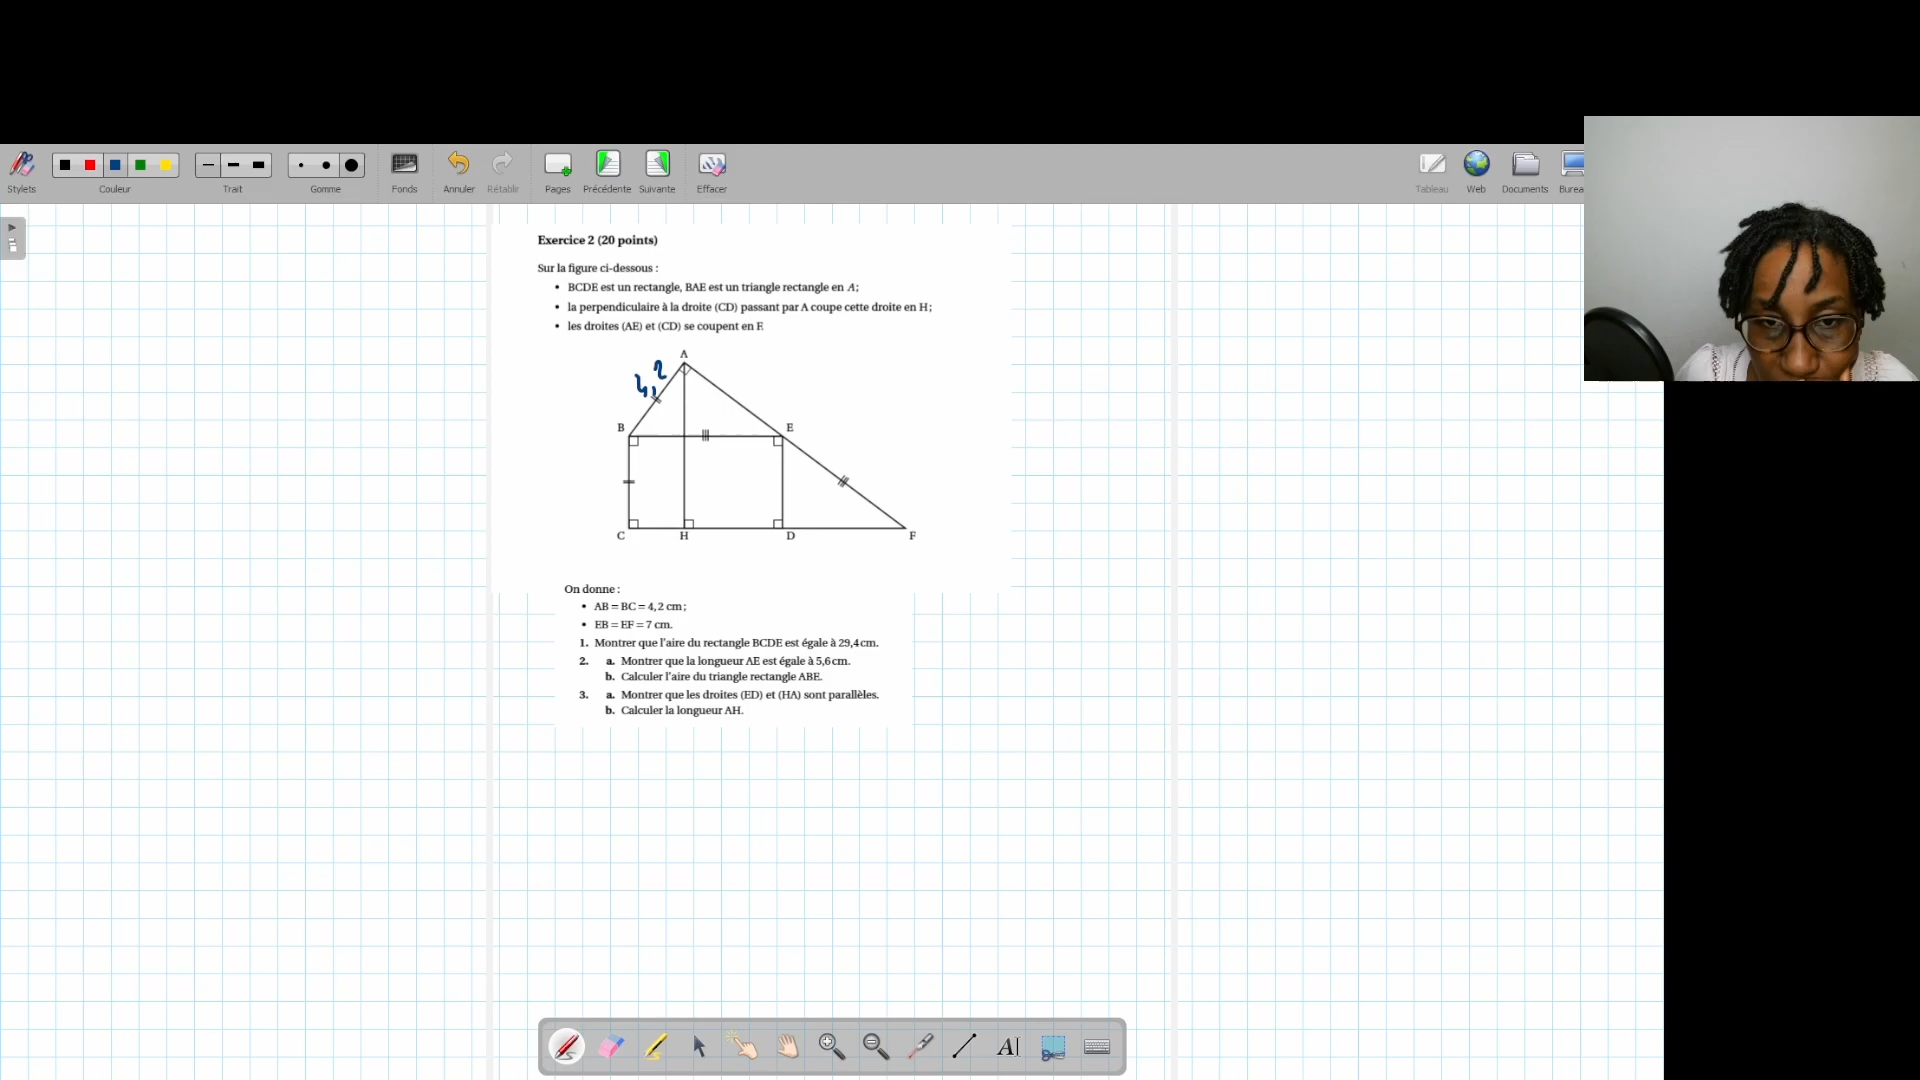 Stylets
Couleur
Trait
Gomme
Fonds
Annuler
Rétablir
Pages
Précédente
Suivante
Effacer
Tableau
Web
Documents
Exercice 2 (20 points)
Sur la figure ci-dessous :
• BCDE est un rectangle, BAE est un triangle rectangle en A ;
• la perpendiculaire à la droite (CD) passant par A coupe cette droite en H ;
• les droites (AE) et (CD) se coupent en F.
A
4,2
B
E
C
H
D
F
On donne :
• AB = BC = 4,2 cm ;
• EB = EF = 7 cm.
1. Montrer que l'aire du rectangle BCDE est égale à 29,4 cm.
2. a. Montrer que la longueur AE est égale à 5,6 cm.
b. Calculer l'aire du triangle rectangle ABE.
3. a. Montrer que les droites (ED) et (HA) sont parallèles.
b. Calculer la longueur AH.